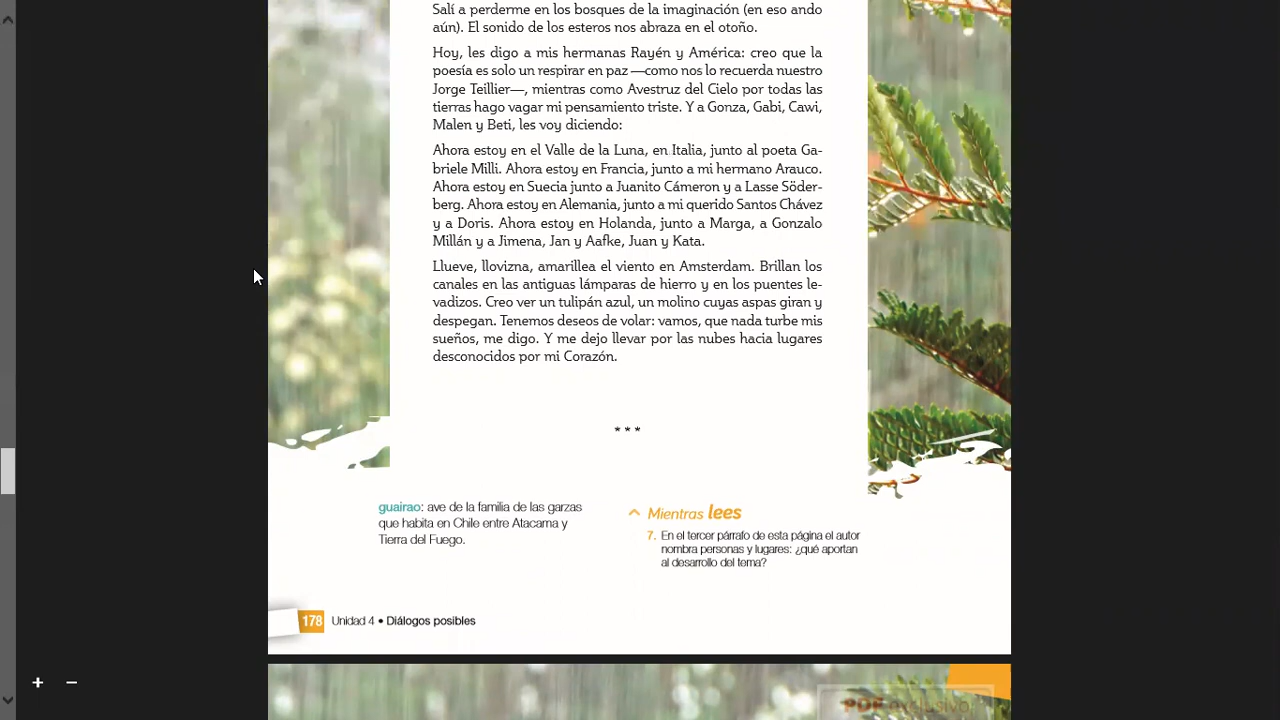 Salí a perderme en los bosques de la imaginación (en eso ando
aún). El sonido de los esteros nos abraza en el otoño.
Hoy, les digo a mis hermanas Rayén y América: creo que la
poesía es solo un respirar en paz —como nos lo recuerda nuestro
Jorge Teillier—, mientras como Avestruz del Cielo por todas las
tierras hago vagar mi pensamiento triste. Y a Gonza, Gabi, Cawi,
Malen y Beti, les voy diciendo:
Ahora estoy en el Valle de la Luna, en Italia, junto al poeta Ga-
briele Milli. Ahora estoy en Francia, junto a mi hermano Arauco.
Ahora estoy en Suecia junto a Juanito Cámeron y a Lasse Söder-
berg. Ahora estoy en Alemania, junto a mi querido Santos Chávez
y a Doris. Ahora estoy en Holanda, junto a Marga, a Gonzalo
Millán y a Jimena, Jan y Aafke, Juan y Kata.
Llueve, llovizna, amarillea el viento en Amsterdam. Brillan los
canales en las antiguas lámparas de hierro y en los puentes le-
vadizos. Creo ver un tulipán azul, un molino cuyas aspas giran y
despegan. Tenemos deseos de volar: vamos, que nada turbe mis
sueños, me digo. Y me dejo llevar por las nubes hacia lugares
desconocidos por mi Corazón.
* * *
guairao: ave de la familia de las garzas
que habita en Chile entre Atacama y
Tierra del Fuego.
Mientras lees
7. En el tercer párrafo de esta página el autor
nombra personas y lugares: ¿qué aportan
al desarrollo del tema?
178 Unidad 4 • Diálogos posibles
PDF exclusivo